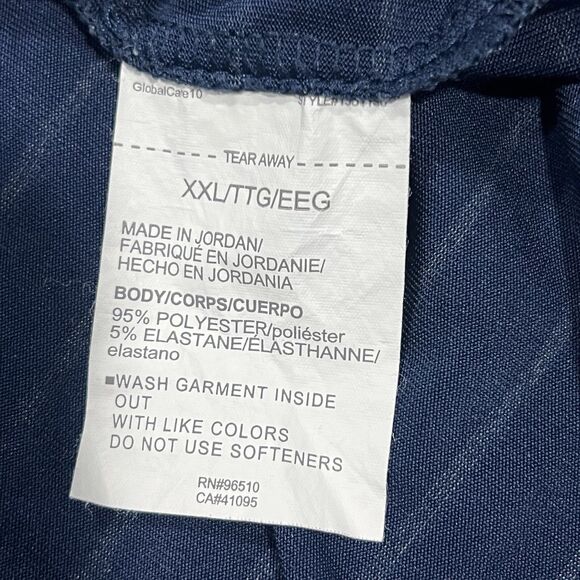 GlobalCare10
TEAR AWAY
XXL/TTG/EEG
MADE IN JORDAN/
FABRIQUÉ EN JORDANIE/
HECHO EN JORDANIA
BODY/CORPS/CUERPO
95% POLYESTER/poliéster
5% ELASTANE/ÉLASTHANNE/
elastano
■WASH GARMENT INSIDE
OUT
WITH LIKE COLORS
DO NOT USE SOFTENERS
RN#96510
CA#41095